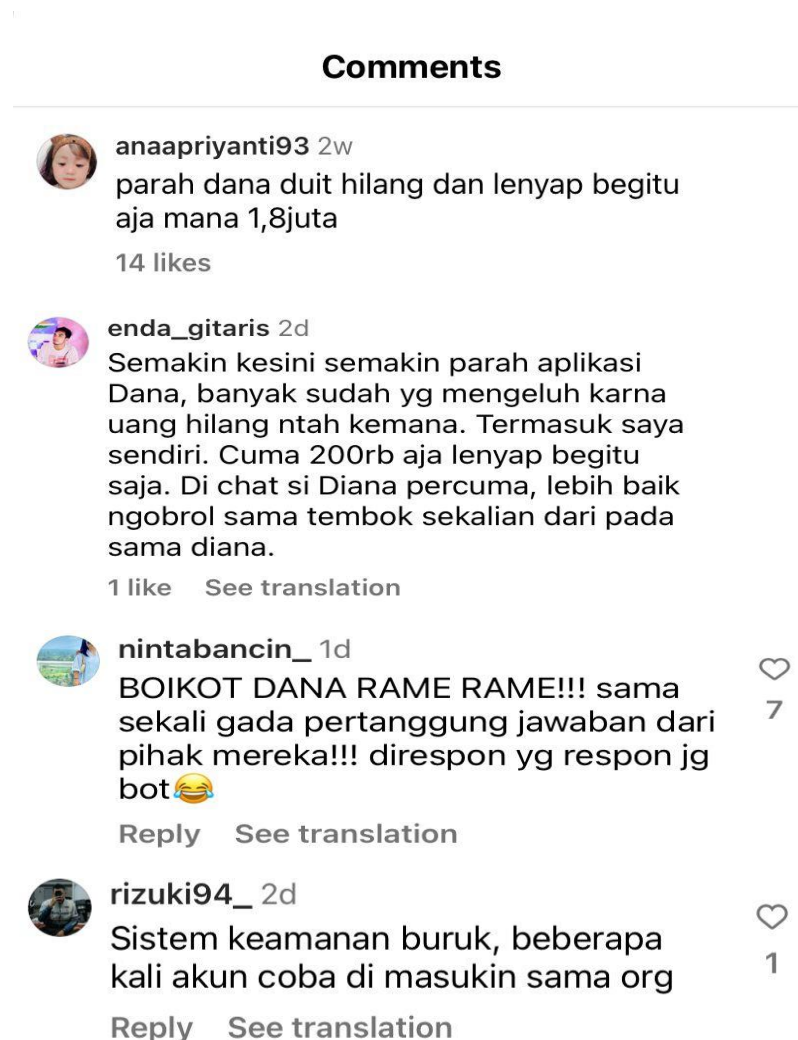 Comments
anaapriyanti93 2w
parah dana duit hilang dan lenyap begitu
aja mana 1,8juta
14 likes
enda_gitaris 2d
Semakin kesini semakin parah aplikasi
Dana, banyak sudah yg mengeluh karna
uang hilang ntah kemana. Termasuk saya
sendiri. Cuma 200rb aja lenyap begitu
saja. Di chat si Diana percuma, lebih baik
ngobrol sama tembok sekalian dari pada
sama diana.
1 like See translation
nintabancin_ 1d
BOIKOT DANA RAME RAME!!! sama
sekali gada pertanggung jawaban dari
pihak mereka!!! direspon yg respon jg
bot😂
7
Reply See translation
rizuki94_ 2d
Sistem keamanan buruk, beberapa
kali akun coba di masukin sama org
1
Reply See translation